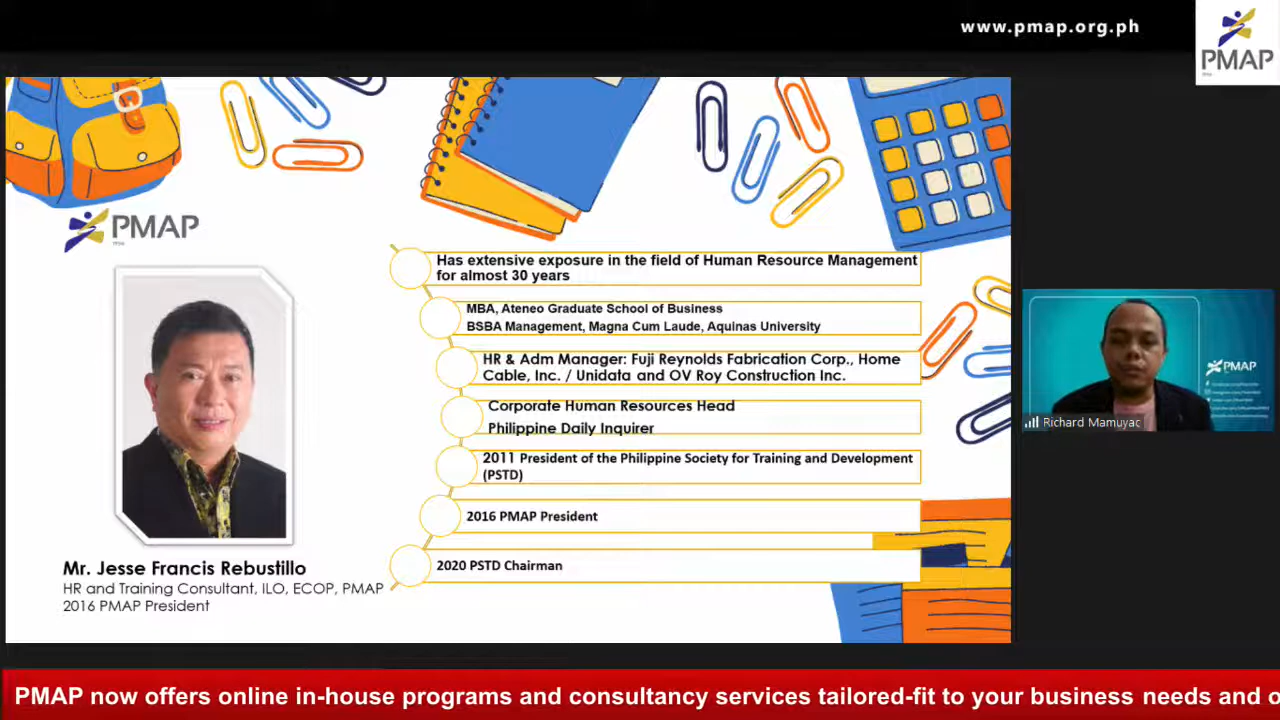 www.pmap.org.ph
PMAP
PMAP
Has extensive exposure in the field of Human Resource Management
for almost 30 years
MBA, Ateneo Graduate School of Business
BSBA Management, Magna Cum Laude, Aquinas University
HR & Adm Manager: Fuji Reynolds Fabrication Corp., Home
Cable, Inc. / Unidata and OV Roy Construction Inc.
Corporate Human Resources Head
Philippine Daily Inquirer
2011 President of the Philippine Society for Training and Development
(PSTD)
2016 PMAP President
2020 PSTD Chairman
Mr. Jesse Francis Rebustillo
HR and Training Consultant, ILO, ECOP, PMAP
2016 PMAP President
PMAP
Richard Mamuyac
PMAP now offers online in-house programs and consultancy services tailored-fit to your business needs and o